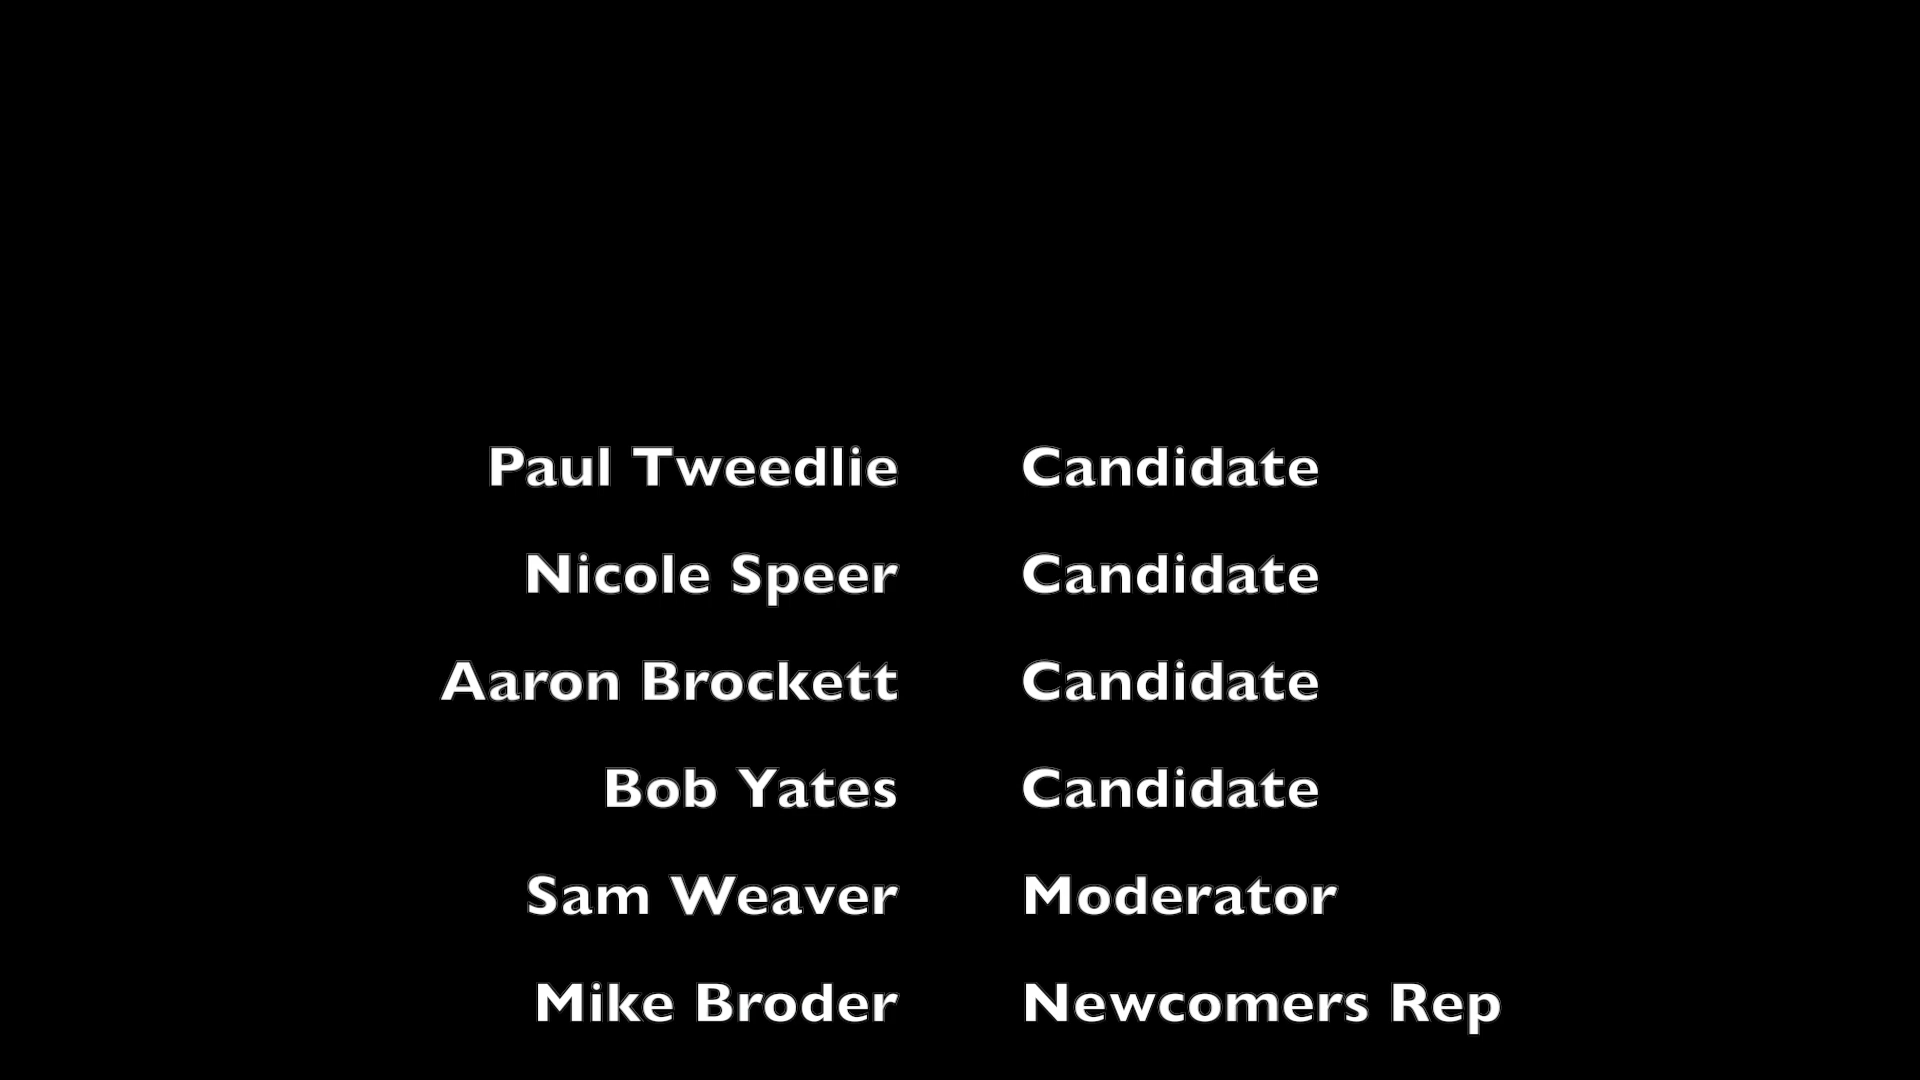 Paul Tweedlie Candidate
Nicole Speer Candidate
Aaron Brockett Candidate
Bob Yates Candidate
Sam Weaver Moderator
Mike Broder Newcomers Rep